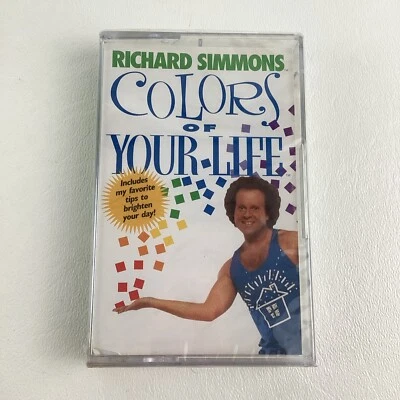 RICHARD SIMMONS
COLORS
OF
YOUR LIFE
Includes
my favorite
tips to
brighten
your day!